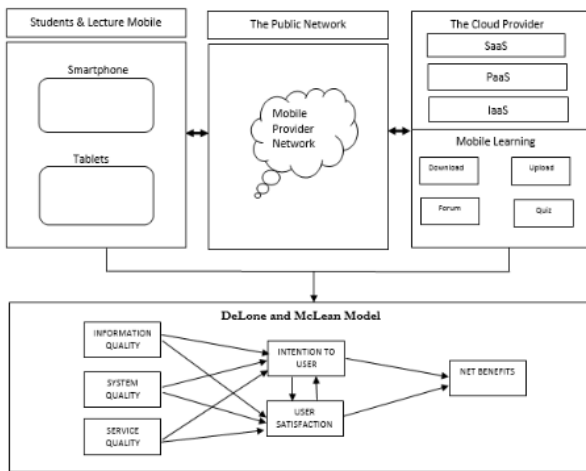 Students & Lecture Mobile
The Public Network
The Cloud Provider
Smartphone
Tablets
Mobile
Provider
Network
SaaS
PaaS
IaaS
Mobile Learning
Download
Upload
Forum
Quiz
DeLone and McLean Model
INFORMATION
QUALITY
SYSTEM
QUALITY
SERVICE
QUALITY
INTENTION TO
USER
USER
SATISFACTION
NET BENEFITS